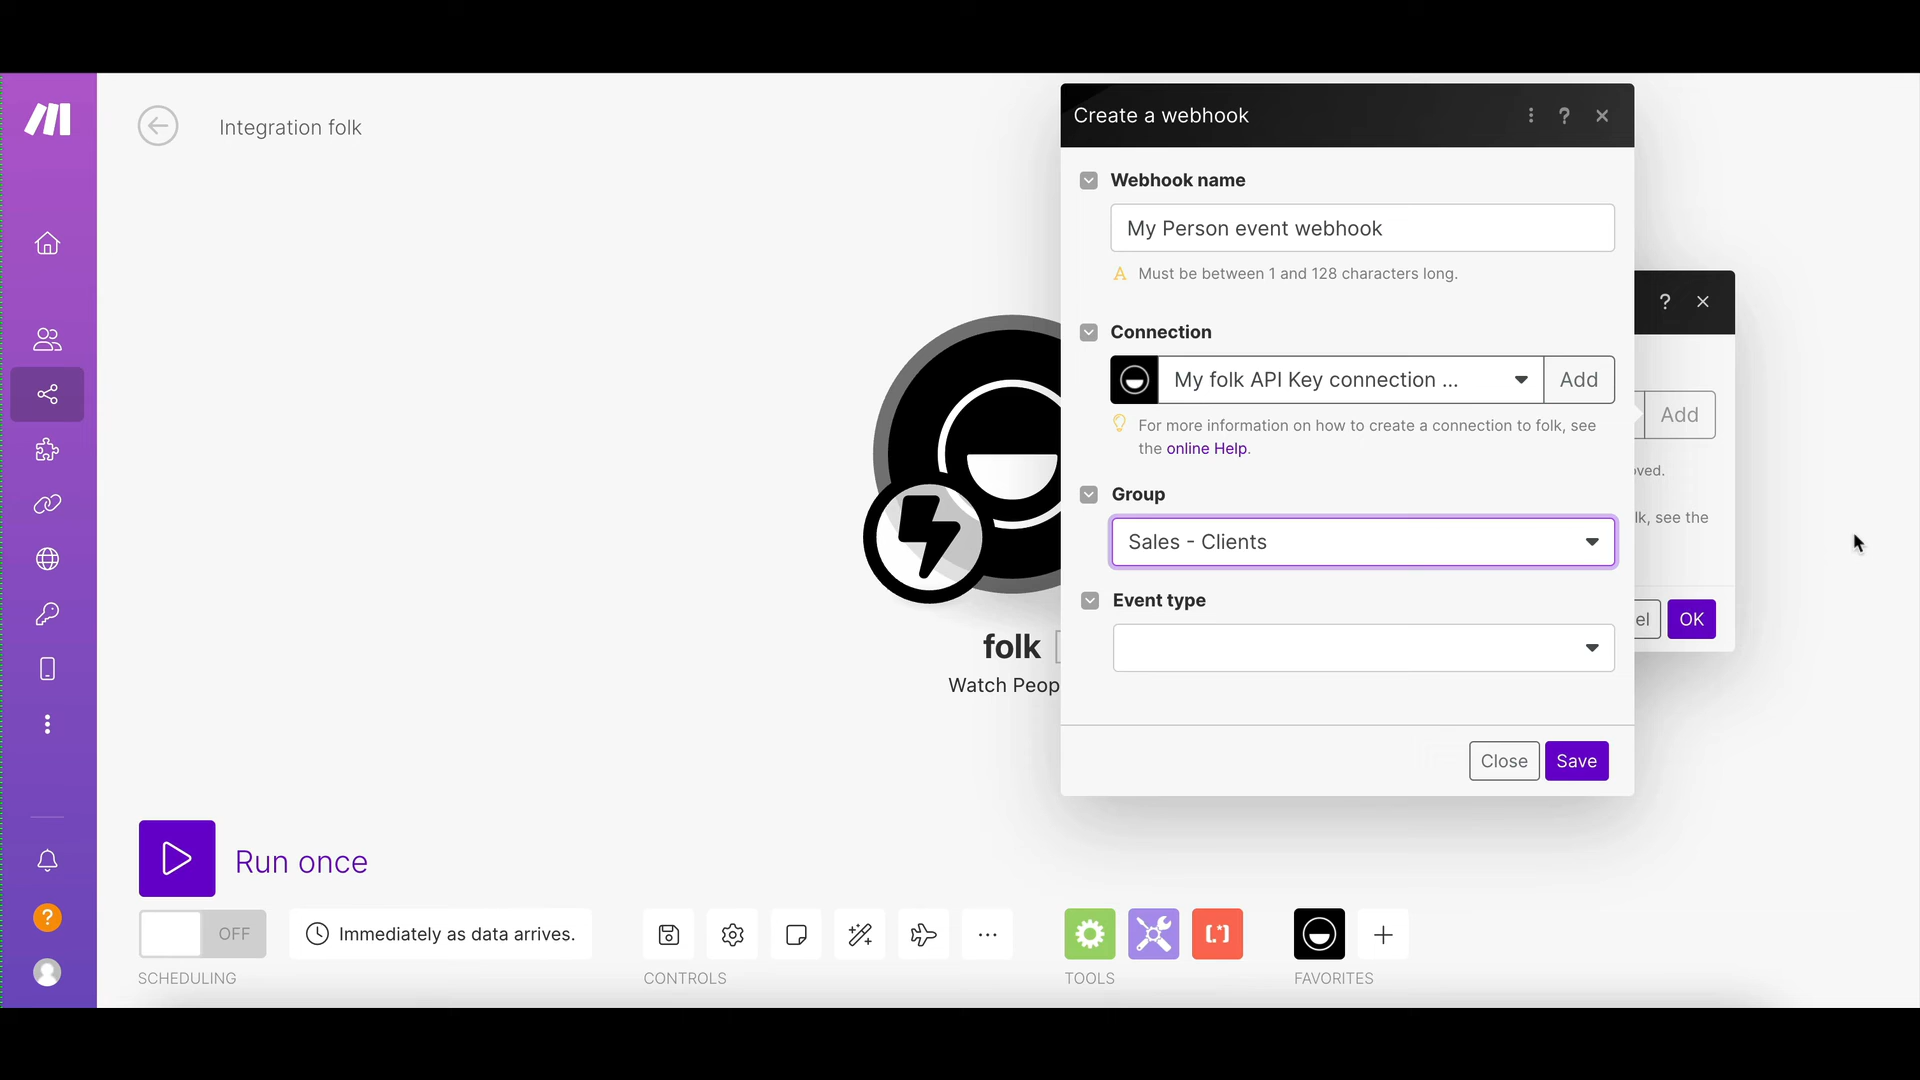 Integration folk
Create a webhook
?
Webhook name
My Person event webhook
Must be between 1 and 128 characters long.
Connection
My folk API Key connection ...
Add
For more information on how to create a connection to folk, see
the online Help.
Group
Sales - Clients
Event type
Close
Save
?
Add
oved.
lk, see the
el
OK
folk
Watch Peop
Run once
OFF
Immediately as data arrives.
SCHEDULING
CONTROLS
TOOLS
FAVORITES
?